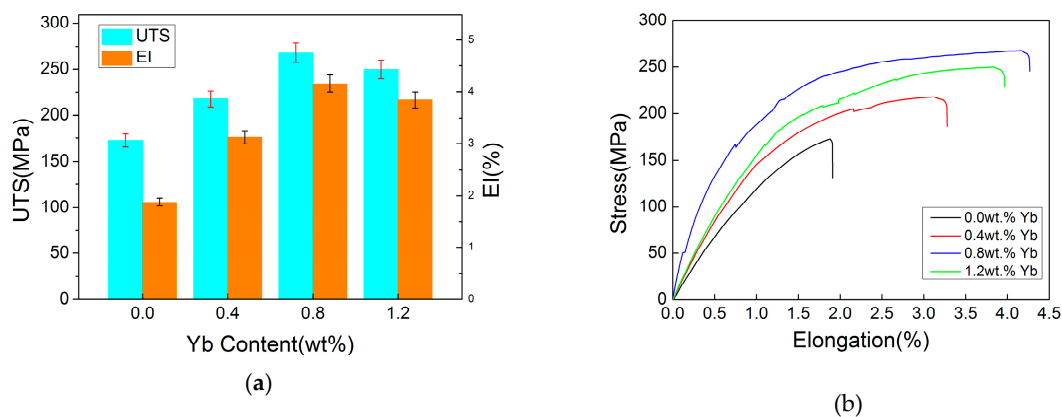 UTS(MPa)
300
250
200
150
100
50
0
UTS
EI
5
4
3
2
1
0
EI(%)
0.0 0.4 0.8 1.2
Yb Content(wt%)
(a)
Stress(MPa)
300
250
200
150
100
50
0
0.0wt.% Yb
0.4wt.% Yb
0.8wt.% Yb
1.2wt.% Yb
0.0 0.5 1.0 1.5 2.0 2.5 3.0 3.5 4.0 4.5
Elongation(%)
(b)